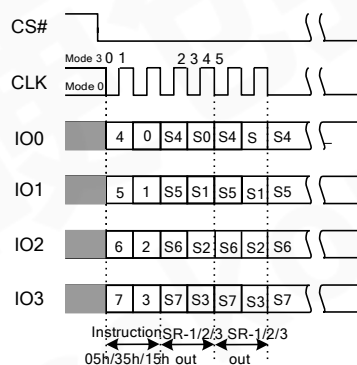 CS#
Mode 3 0 1 2 3 4 5
CLK
Mode 0
IO0 4 0 S4 S0 S4 S S4
IO1 5 1 S5 S1 S5 S1 S5
IO2 6 2 S6 S2 S6 S2 S6
IO3 7 3 S7 S3 S7 S3 S7
Instruction SR-1/2/3 SR-1/2/3
05h/35h/15h out out